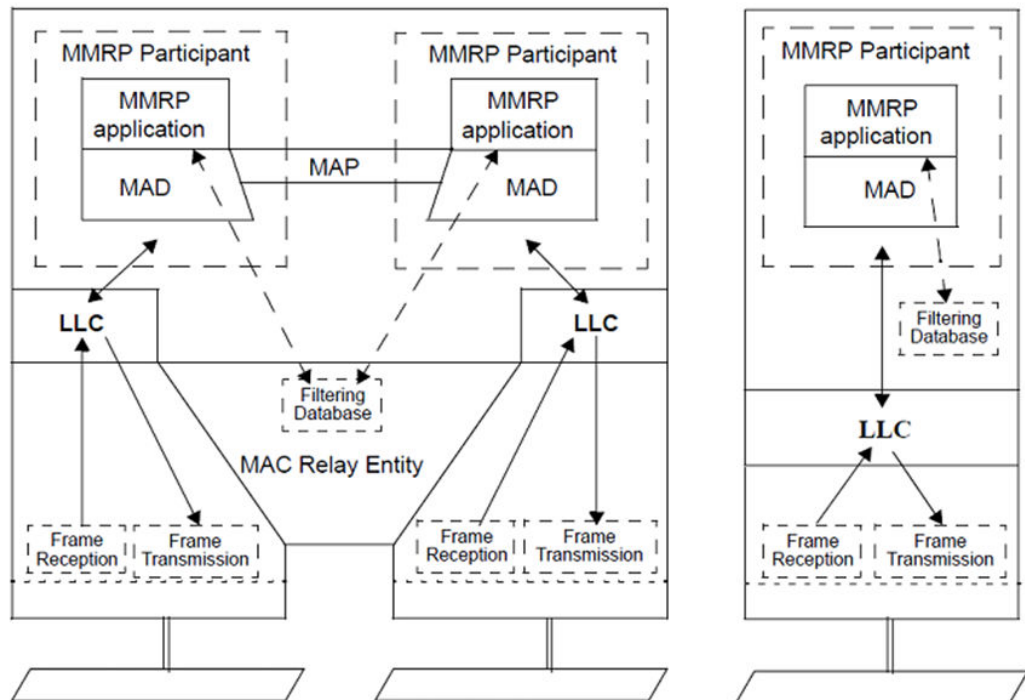 MMRP Participant
MMRP
application
MAD
MAP
MMRP Participant
MMRP
application
MAD
LLC
LLC
Filtering
Database
MAC Relay Entity
Frame
Reception
Frame
Transmission
Frame
Reception
Frame
Transmission
MMRP Participant
MMRP
application
MAD
Filtering
Database
LLC
Frame
Reception
Frame
Transmission